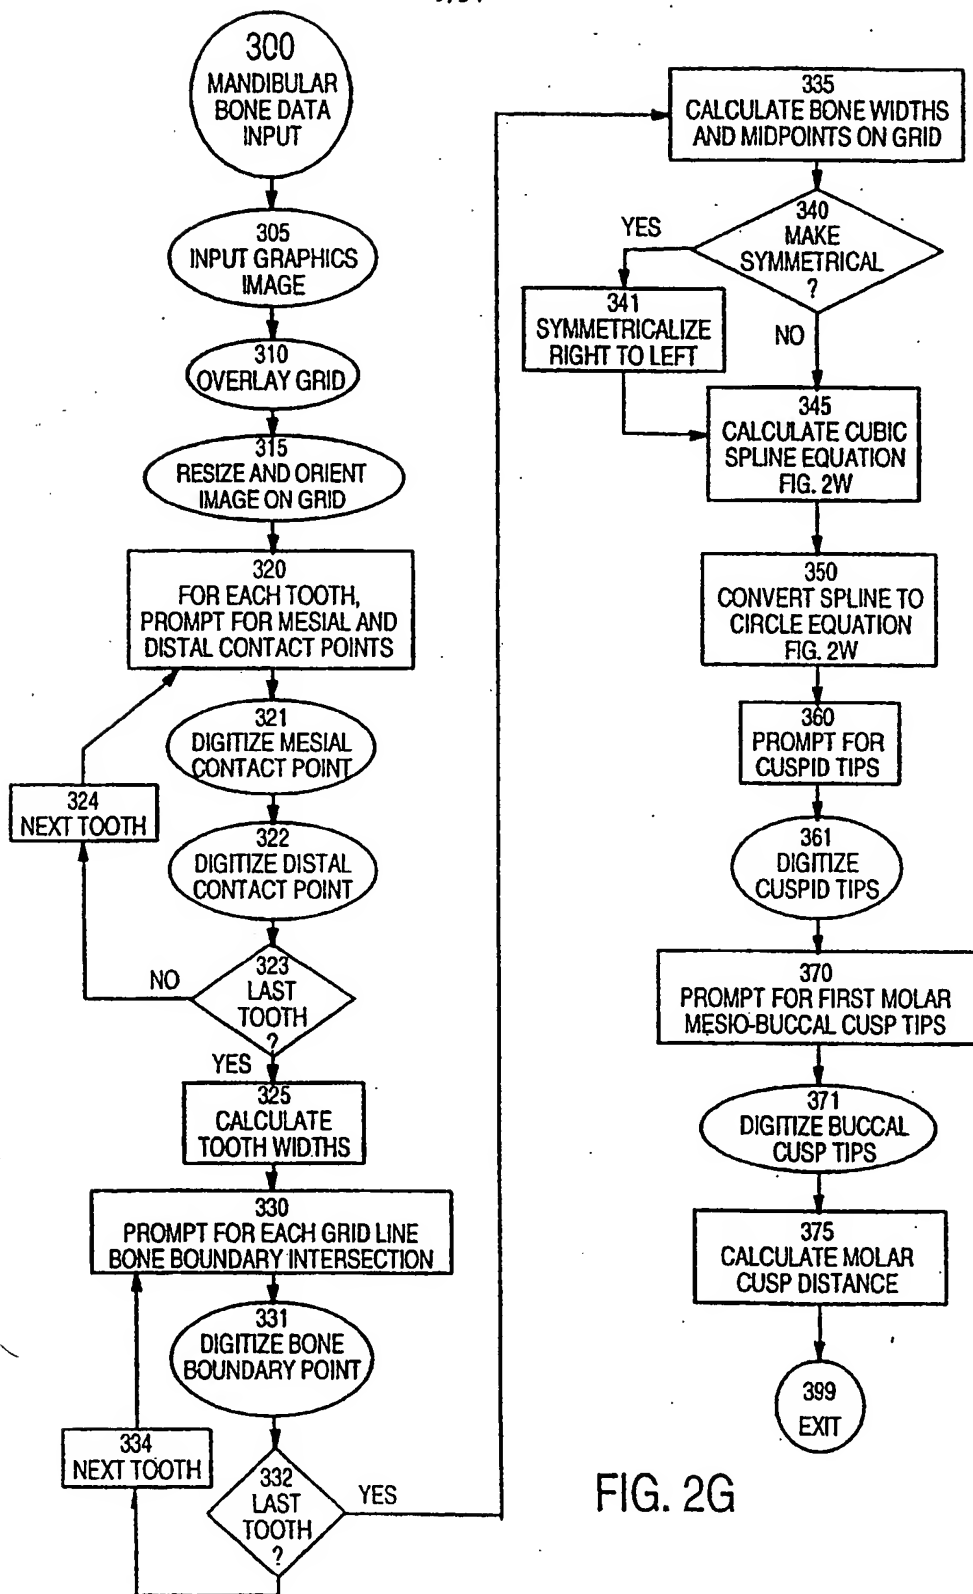 300
MANDIBULAR
BONE DATA
INPUT
305
INPUT GRAPHICS
IMAGE
310
OVERLAY GRID
315
RESIZE AND ORIENT
IMAGE ON GRID
320
FOR EACH TOOTH,
PROMPT FOR MESIAL AND
DISTAL CONTACT POINTS
321
DIGITIZE MESIAL
CONTACT POINT
324
NEXT TOOTH
322
DIGITIZE DISTAL
CONTACT POINT
NO
323
LAST
TOOTH
?
YES
325
CALCULATE
TOOTH WIDTHS
330
PROMPT FOR EACH GRID LINE
BONE BOUNDARY INTERSECTION
331
DIGITIZE BONE
BOUNDARY POINT
334
NEXT TOOTH
332
LAST
TOOTH
?
YES
335
CALCULATE BONE WIDTHS
AND MIDPOINTS ON GRID
340
MAKE
SYMMETRICAL
?
YES
341
SYMMETRICALIZE
RIGHT TO LEFT
NO
345
CALCULATE CUBIC
SPLINE EQUATION
FIG. 2W
350
CONVERT SPLINE TO
CIRCLE EQUATION
FIG. 2W
360
PROMPT FOR
CUSPID TIPS
361
DIGITIZE
CUSPID TIPS
370
PROMPT FOR FIRST MOLAR
MESIO-BUCCAL CUSP TIPS
371
DIGITIZE BUCCAL
CUSP TIPS
375
CALCULATE MOLAR
CUSP DISTANCE
399
EXIT
FIG. 2G